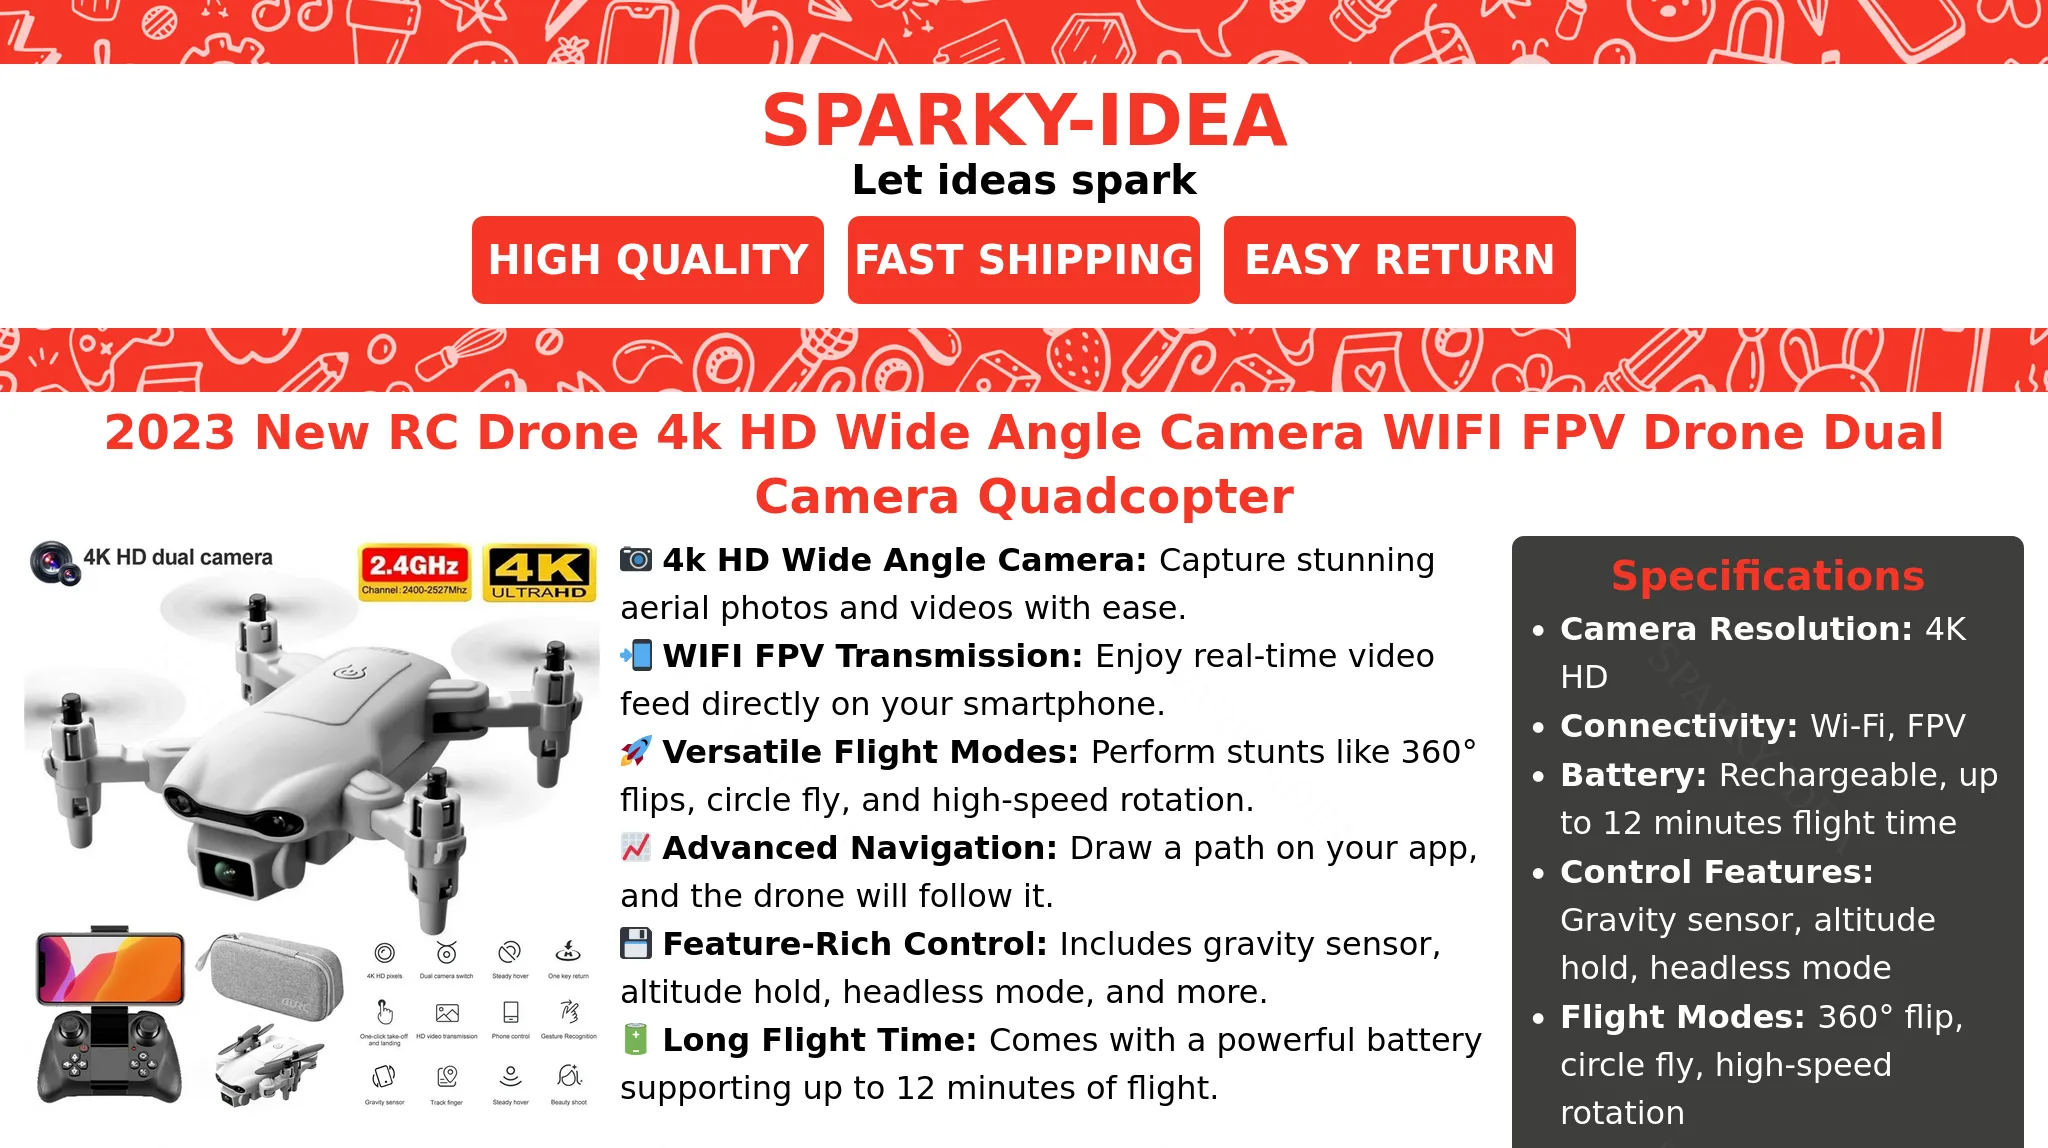 SPARKY-IDEA
Let ideas spark
HIGH QUALITY
FAST SHIPPING
EASY RETURN
2023 New RC Drone 4k HD Wide Angle Camera WIFI FPV Drone Dual
Camera Quadcopter
4K HD dual camera
2.4GHz
Channel:2400-2527Mhz
4K
ULTRAHD
4K HD pixels
Dual camera switch
Steady hover
One key return
One-click take-off
and landing
HD video transmission
Phone control
Gesture Recognition
Gravity sensor
Track finger
Steady hover
Beauty shoot
📷 4k HD Wide Angle Camera: Capture stunning
aerial photos and videos with ease.
📲 WIFI FPV Transmission: Enjoy real-time video
feed directly on your smartphone.
🚀 Versatile Flight Modes: Perform stunts like 360°
flips, circle fly, and high-speed rotation.
📈 Advanced Navigation: Draw a path on your app,
and the drone will follow it.
💾 Feature-Rich Control: Includes gravity sensor,
altitude hold, headless mode, and more.
🔋 Long Flight Time: Comes with a powerful battery
supporting up to 12 minutes of flight.
Specifications
• Camera Resolution: 4K
HD
• Connectivity: Wi-Fi, FPV
• Battery: Rechargeable, up
to 12 minutes flight time
• Control Features:
Gravity sensor, altitude
hold, headless mode
• Flight Modes: 360° flip,
circle fly, high-speed
rotation